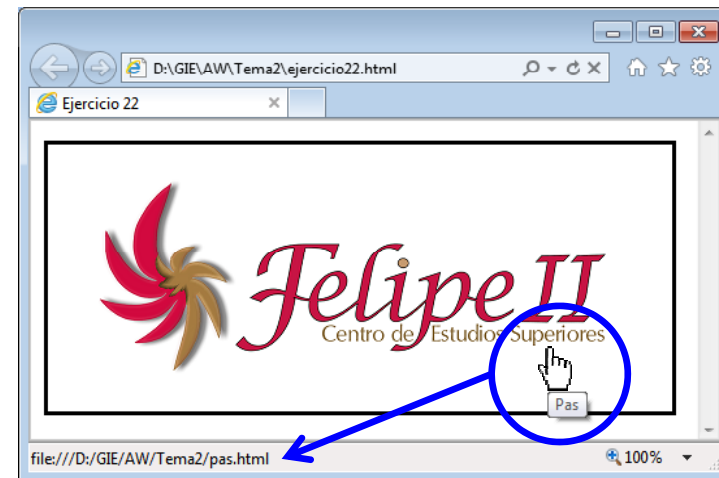 D:\GIE\AW\Tema2\ejercicio22.html
Ejercicio 22
Felipe II
Centro de Estudios Superiores
Pas
file:///D:/GIE/AW/Tema2/pas.html
100%